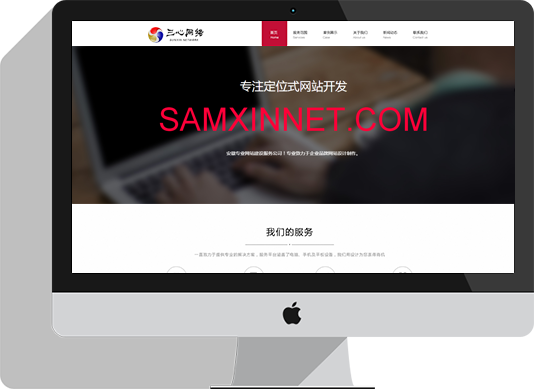 三心网络
首页 服务范围 案例展示 关于我们 新闻动态 联系我们
Home Services Case About us News Contact us
专注定位式网站开发
SAMXINNET.COM
安徽专业网站建设服务公司！专业致力于企业品牌网站设计制作。
我们的服务